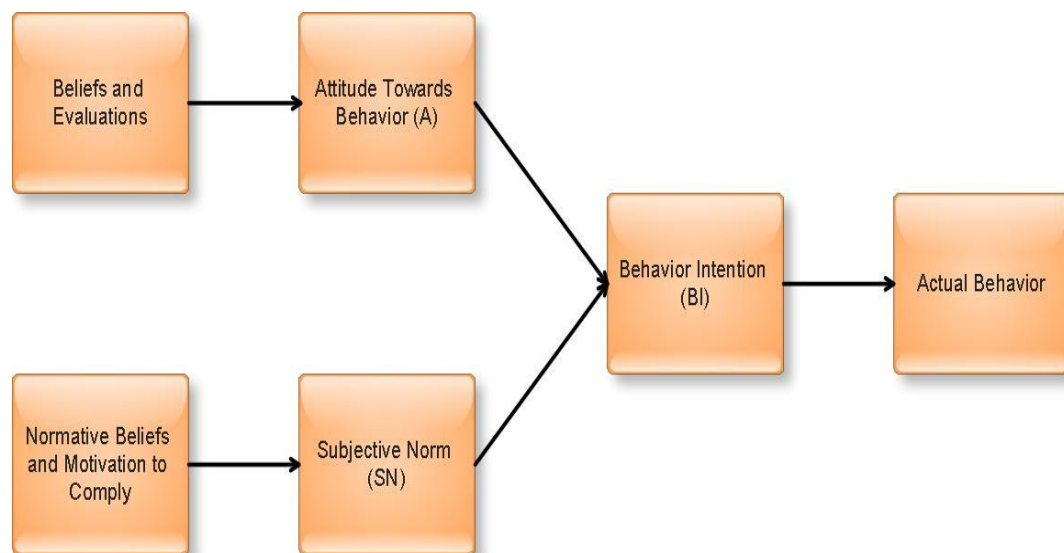 Beliefs and
Evaluations
Attitude Towards
Behavior (A)
Behavior Intention
(BI)
Actual Behavior
Normative Beliefs
and Motivation to
Comply
Subjective Norm
(SN)